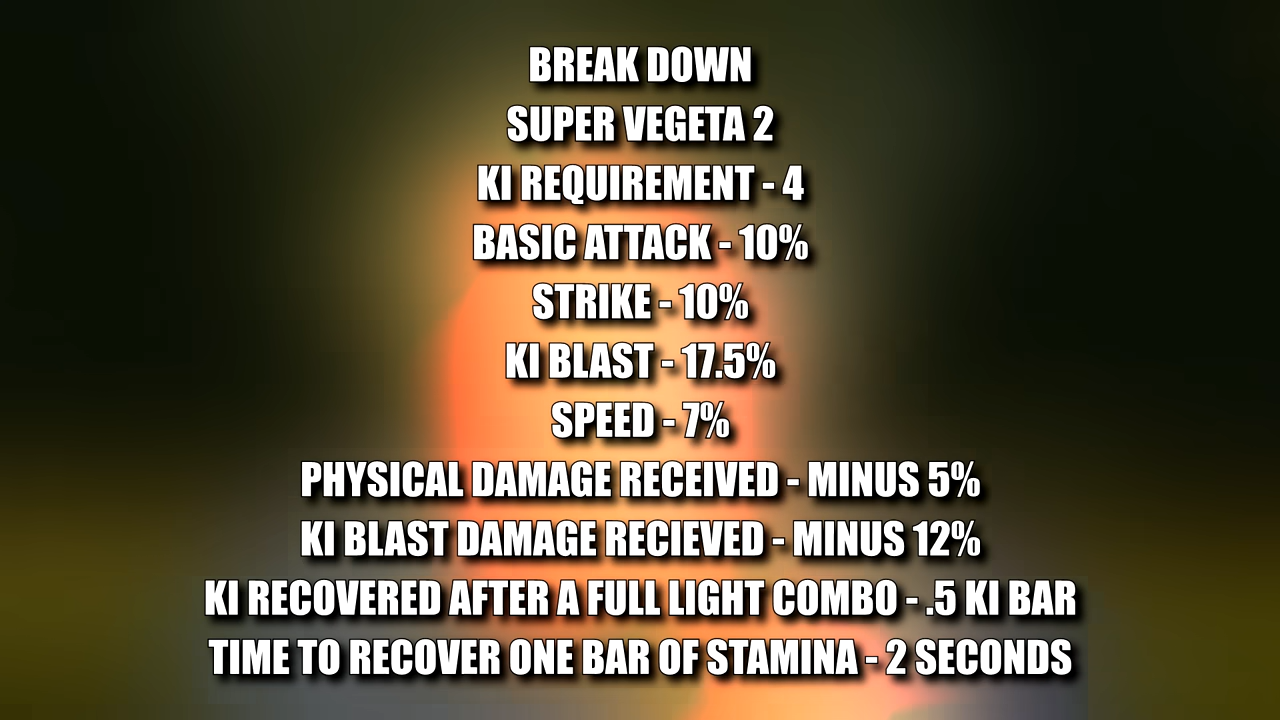 BREAK DOWN
SUPER VEGETA 2
KI REQUIREMENT - 4
BASIC ATTACK - 10%
STRIKE - 10%
KI BLAST - 17.5%
SPEED - 7%
PHYSICAL DAMAGE RECEIVED - MINUS 5%
KI BLAST DAMAGE RECIEVED - MINUS 12%
KI RECOVERED AFTER A FULL LIGHT COMBO - .5 KI BAR
TIME TO RECOVER ONE BAR OF STAMINA - 2 SECONDS